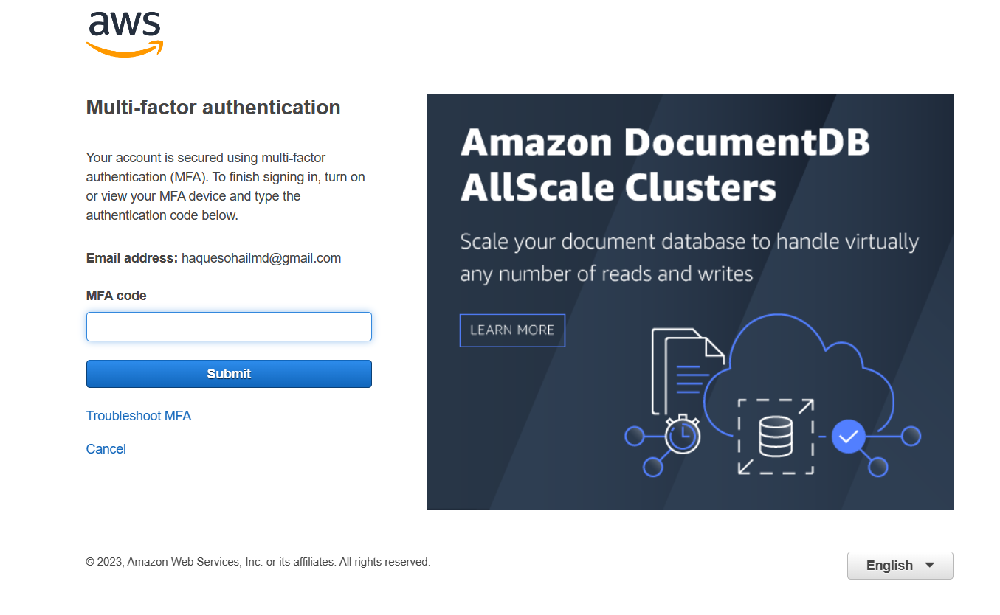 aws
Multi-factor authentication
Your account is secured using multi-factor
authentication (MFA). To finish signing in, turn on
or view your MFA device and type the
authentication code below.
Email address: haquesohailmd@gmail.com
MFA code
Submit
Troubleshoot MFA
Cancel
Amazon DocumentDB
AllScale Clusters
Scale your document database to handle virtually
any number of reads and writes
LEARN MORE
© 2023, Amazon Web Services, Inc. or its affiliates. All rights reserved.
English